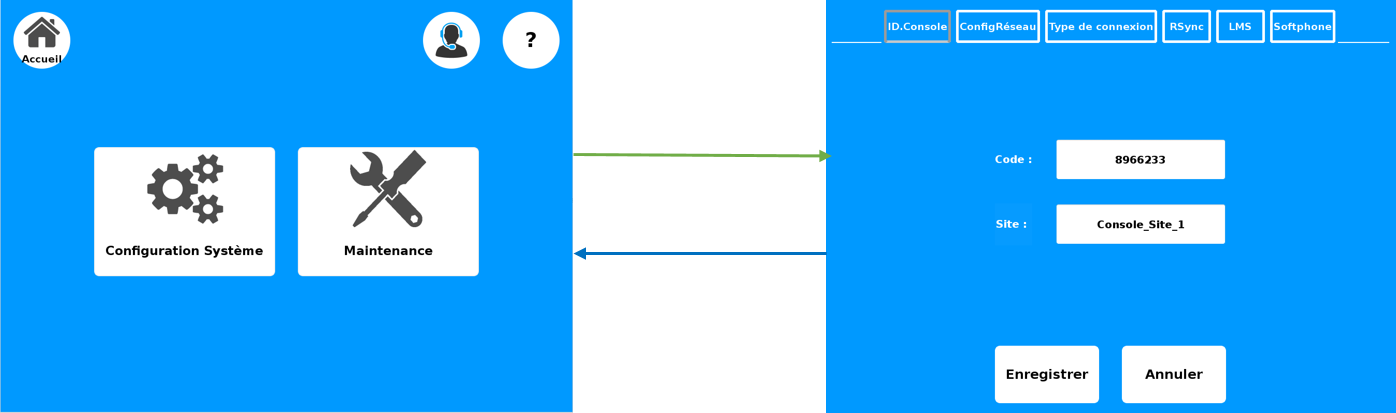 Accueil
?
Configuration Système
Maintenance
ID.Console
ConfigRéseau
Type de connexion
RSync
LMS
Softphone
Code :
8966233
Site :
Console_Site_1
Enregistrer
Annuler